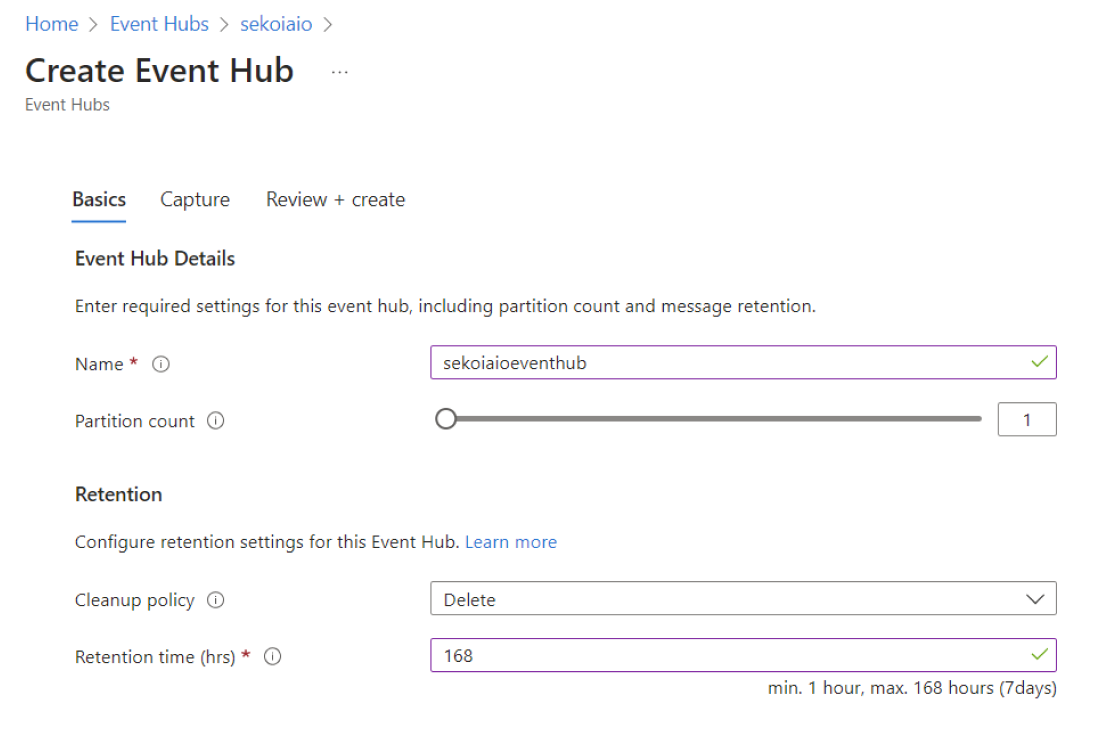 Home > Event Hubs > sekoiaio >
Create Event Hub ...
Event Hubs
Basics Capture Review + create
Event Hub Details
Enter required settings for this event hub, including partition count and message retention.
Name * sekoiaioeventhub
Partition count 1
Retention
Configure retention settings for this Event Hub. Learn more
Cleanup policy Delete
Retention time (hrs) * 168
min. 1 hour, max. 168 hours (7days)